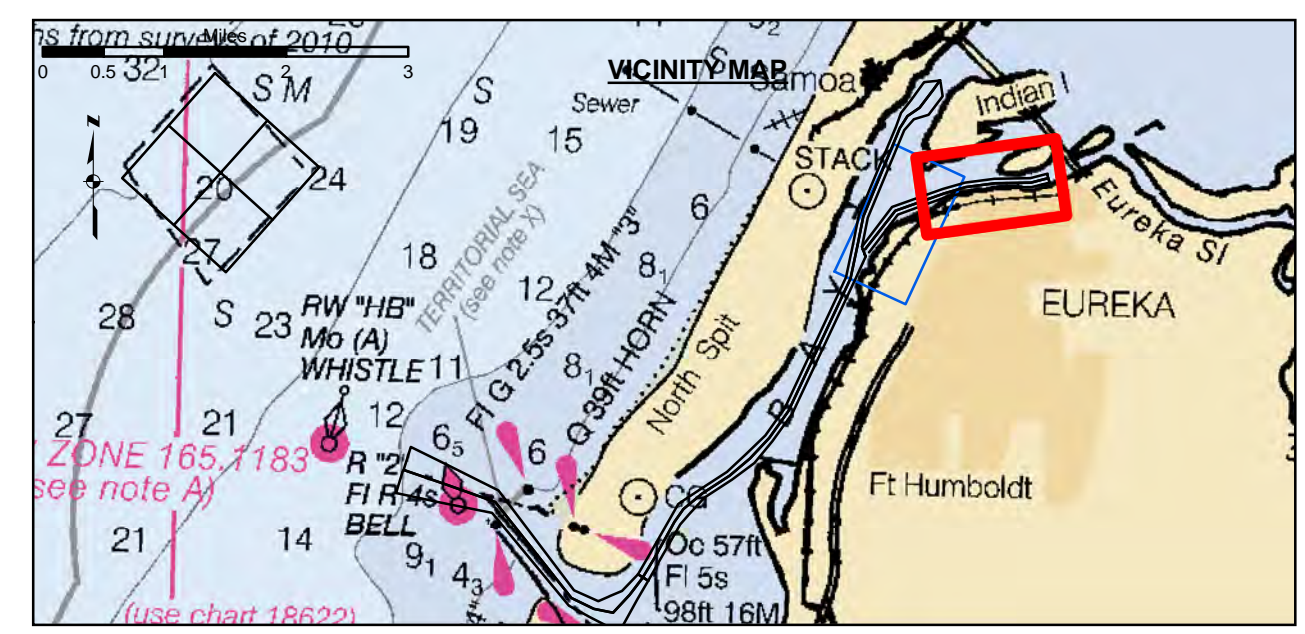 ns from surveys of 2010
Miles
0 0.5 1 2 3
VICINITY MAP
32
S M
S
S
19
Sewer
15
Samoa
Indian I
STACK
N
20
24
27
6
Eureka Sl
TERRITORIAL SEA
(see note X)
18
12
8₁
EUREKA
28
S
23
RW "HB"
Mo (A)
WHISTLE
11
Fl G 2.5s 37ft 4M "3"
8₁
Q 39ft HORN
North Spit
B A Y
27
21
12
6₅
6
ZONE 165.1183
see note A)
R "2"
Fl R 4s
BELL
CG
Ft Humboldt
21
14
9₁
4₃
Oc 57ft
Fl 5s
98ft 16M
(use chart 18622)